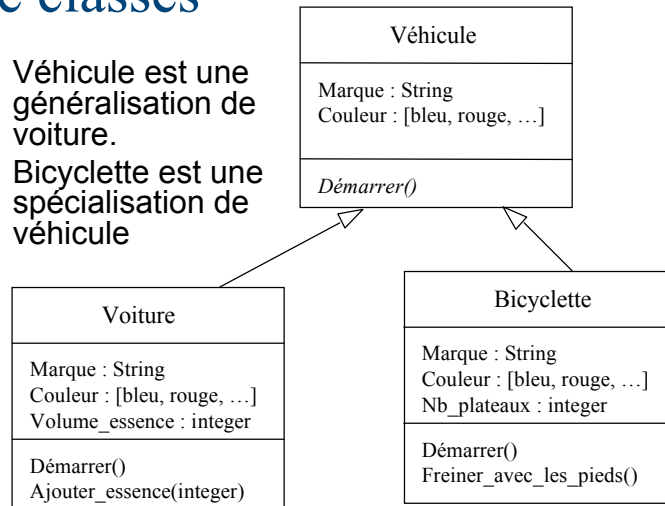 e classes
Véhicule est une
généralisation de
voiture.
Bicyclette est une
spécialisation de
véhicule
Véhicule
Marque : String
Couleur : [bleu, rouge, …]
Démarrer()
Voiture
Marque : String
Couleur : [bleu, rouge, …]
Volume_essence : integer
Démarrer()
Ajouter_essence(integer)
Bicyclette
Marque : String
Couleur : [bleu, rouge, …]
Nb_plateaux : integer
Démarrer()
Freiner_avec_les_pieds()